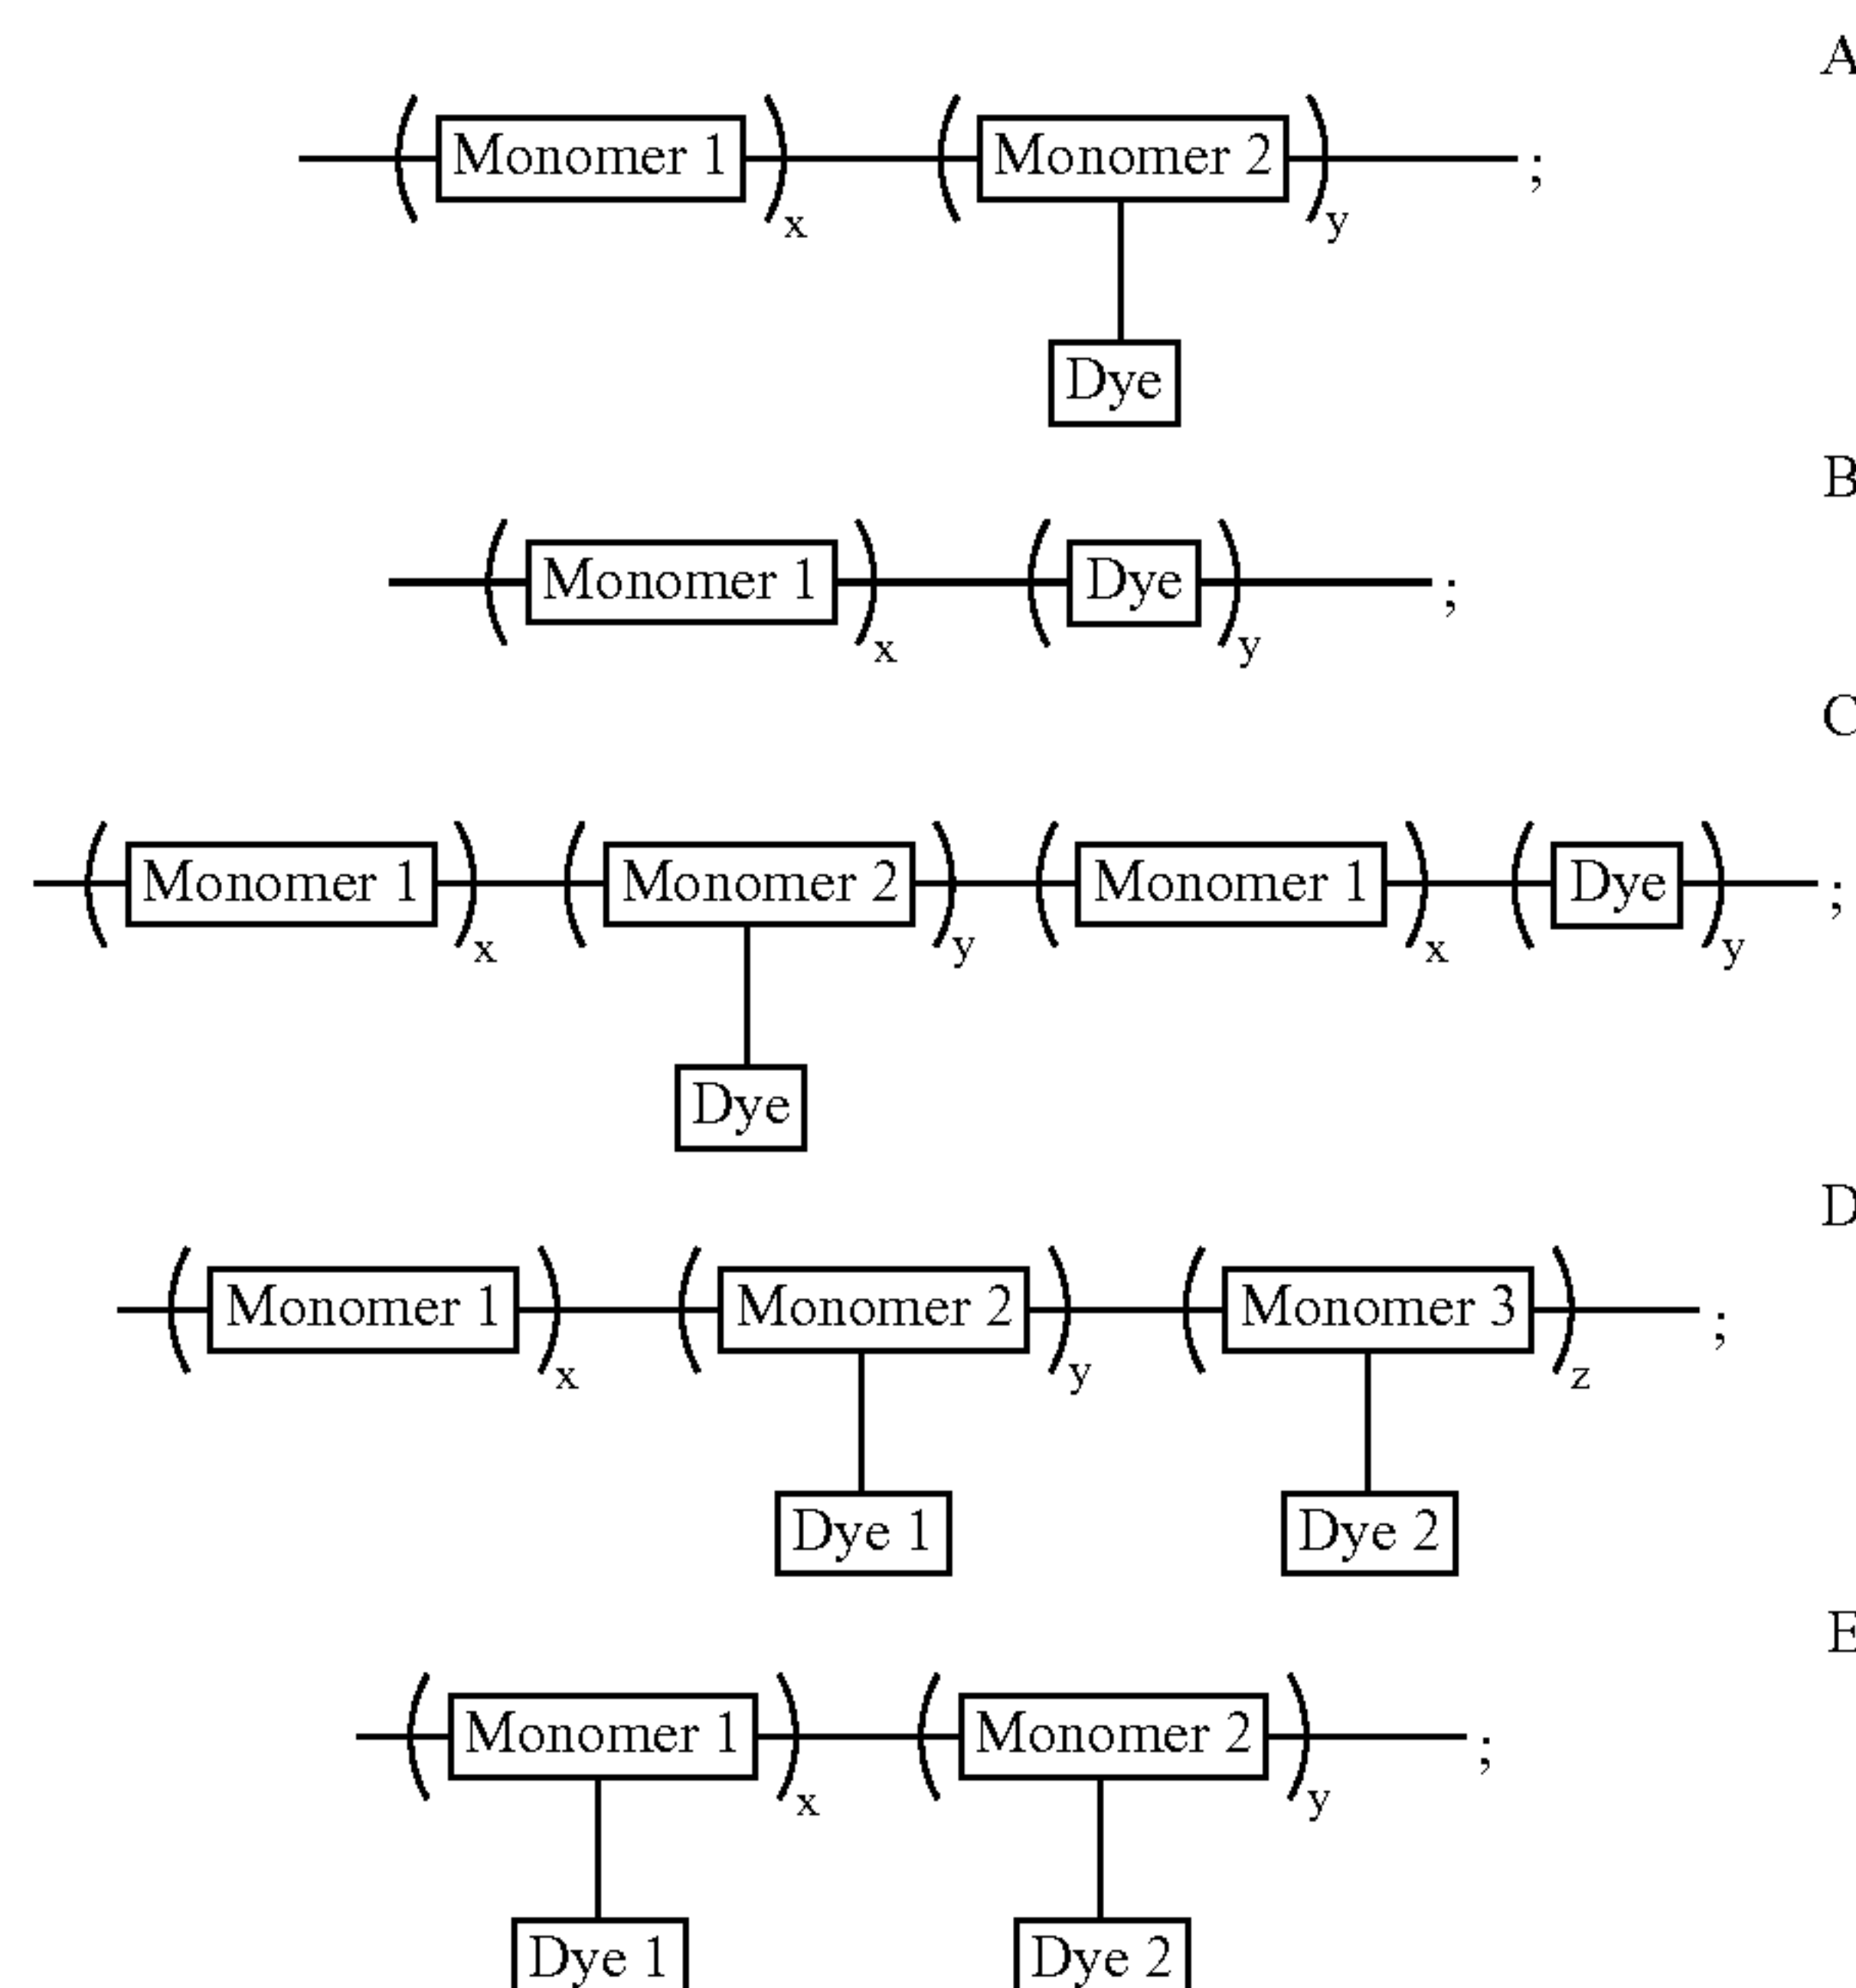 A
Monomer 1 x Monomer 2 y ;
Dye
B
Monomer 1 x Dye y ;
C
Monomer 1 x Monomer 2 y Monomer 1 x Dye y ;
Dye
D
Monomer 1 x Monomer 2 y Monomer 3 z ;
Dye 1 Dye 2
E
Monomer 1 x Monomer 2 y ;
Dye 1 Dye 2